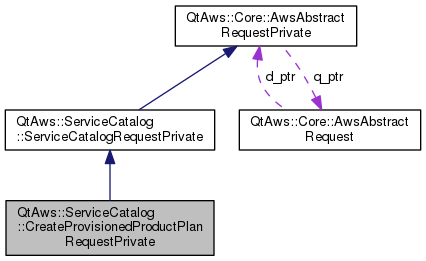 QtAws::Core::AwsAbstract
RequestPrivate
d_ptr
q_ptr
QtAws::ServiceCatalog
::ServiceCatalogRequestPrivate
QtAws::Core::AwsAbstract
Request
QtAws::ServiceCatalog
::CreateProvisionedProductPlan
RequestPrivate